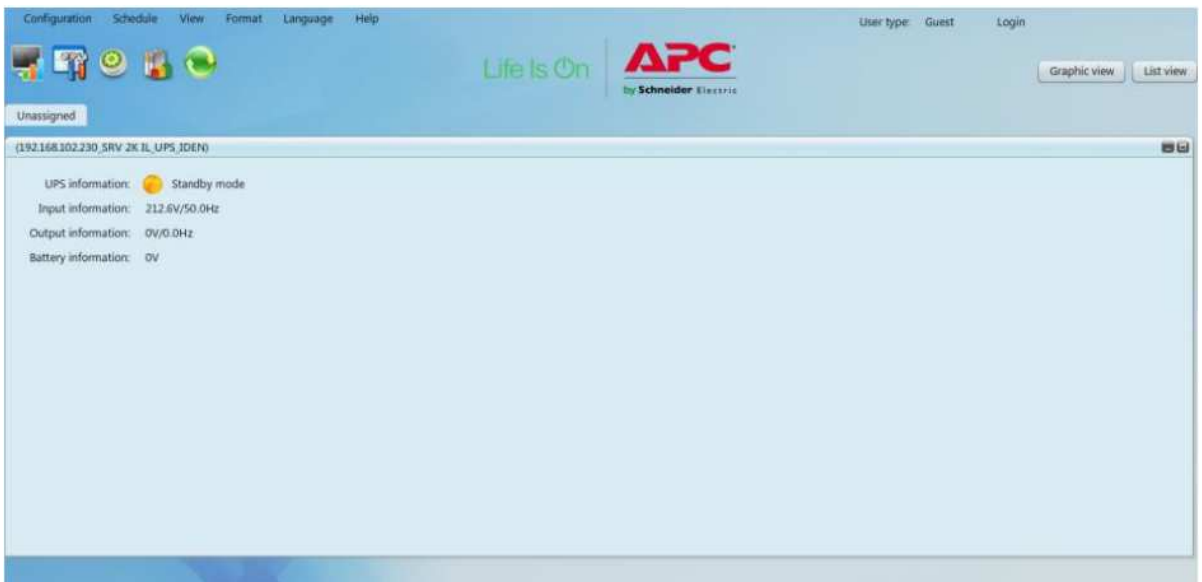 Configuration Schedule View Format Language Help
User type: Guest Login
Life Is On
APC
by Schneider Electric
Graphic view List view
Unassigned
(192.168.102.230_SRV 2K IL_UPS_IDEN)
UPS information: Standby mode
Input information: 212.6V/50.0Hz
Output information: 0V/0.0Hz
Battery information: 0V